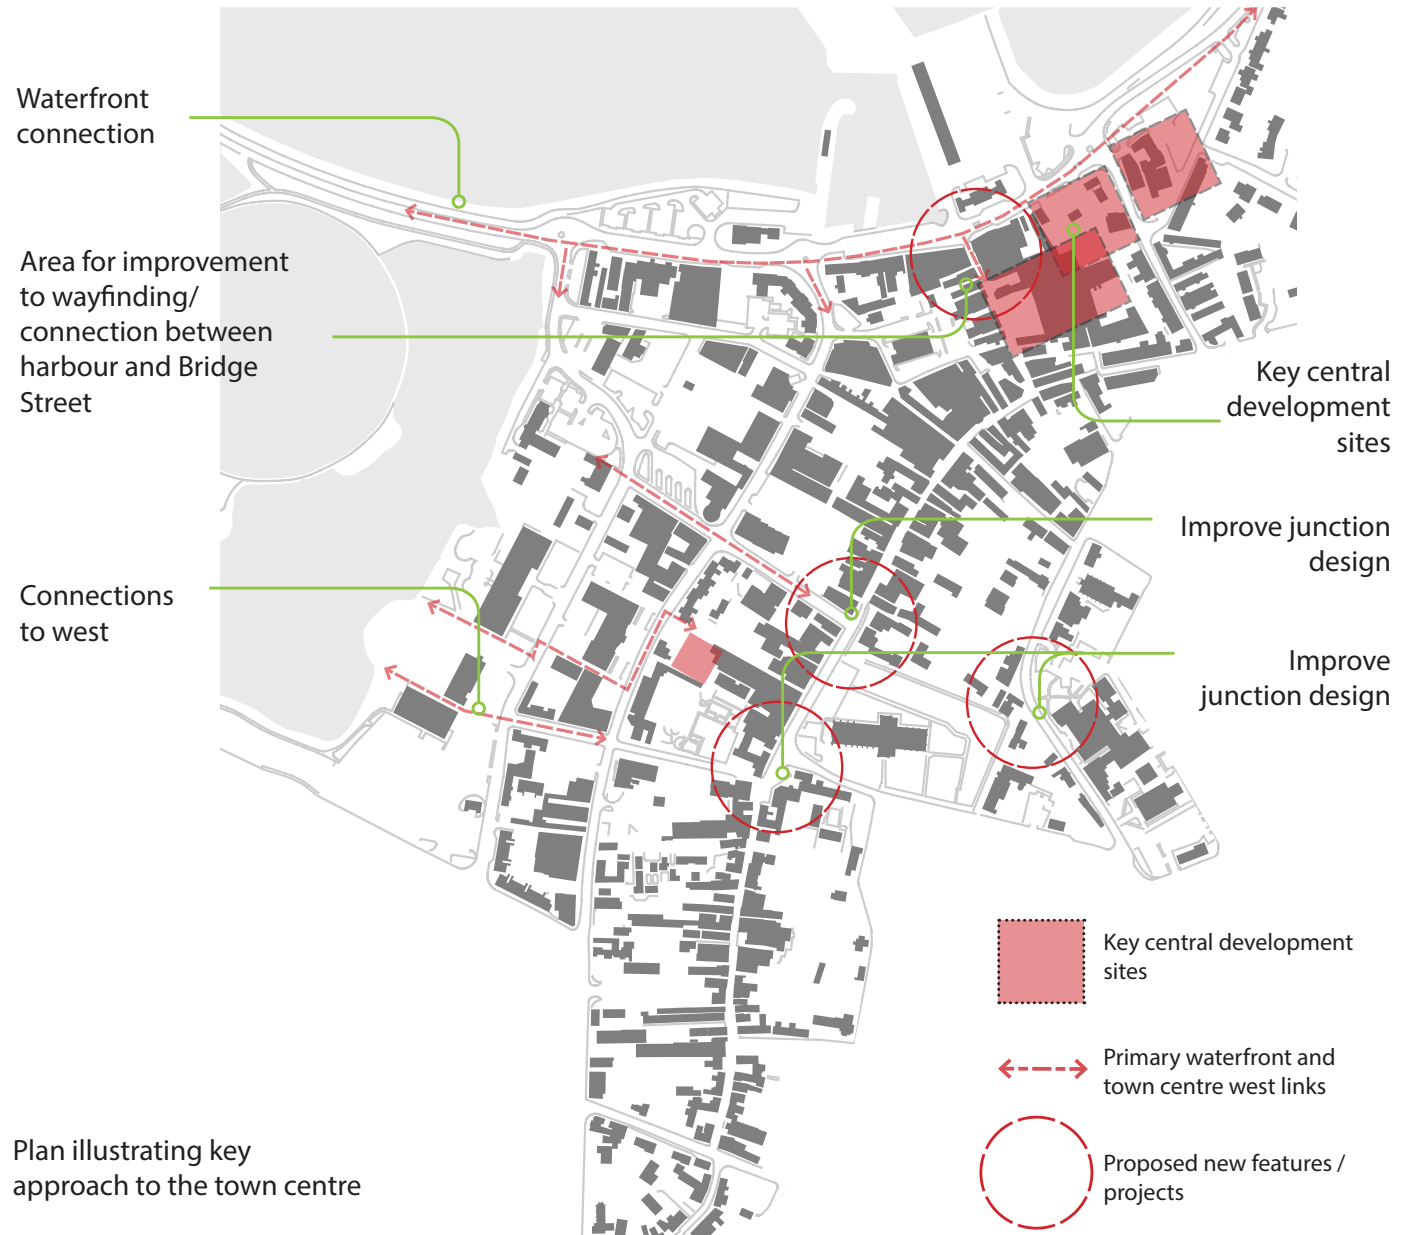 Waterfront
connection
Area for improvement
to wayfinding/
connection between
harbour and Bridge
Street
Connections
to west
Key central
development
sites
Improve junction
design
Improve
junction design
Key central development
sites
Primary waterfront and
town centre west links
Proposed new features /
projects
Plan illustrating key
approach to the town centre